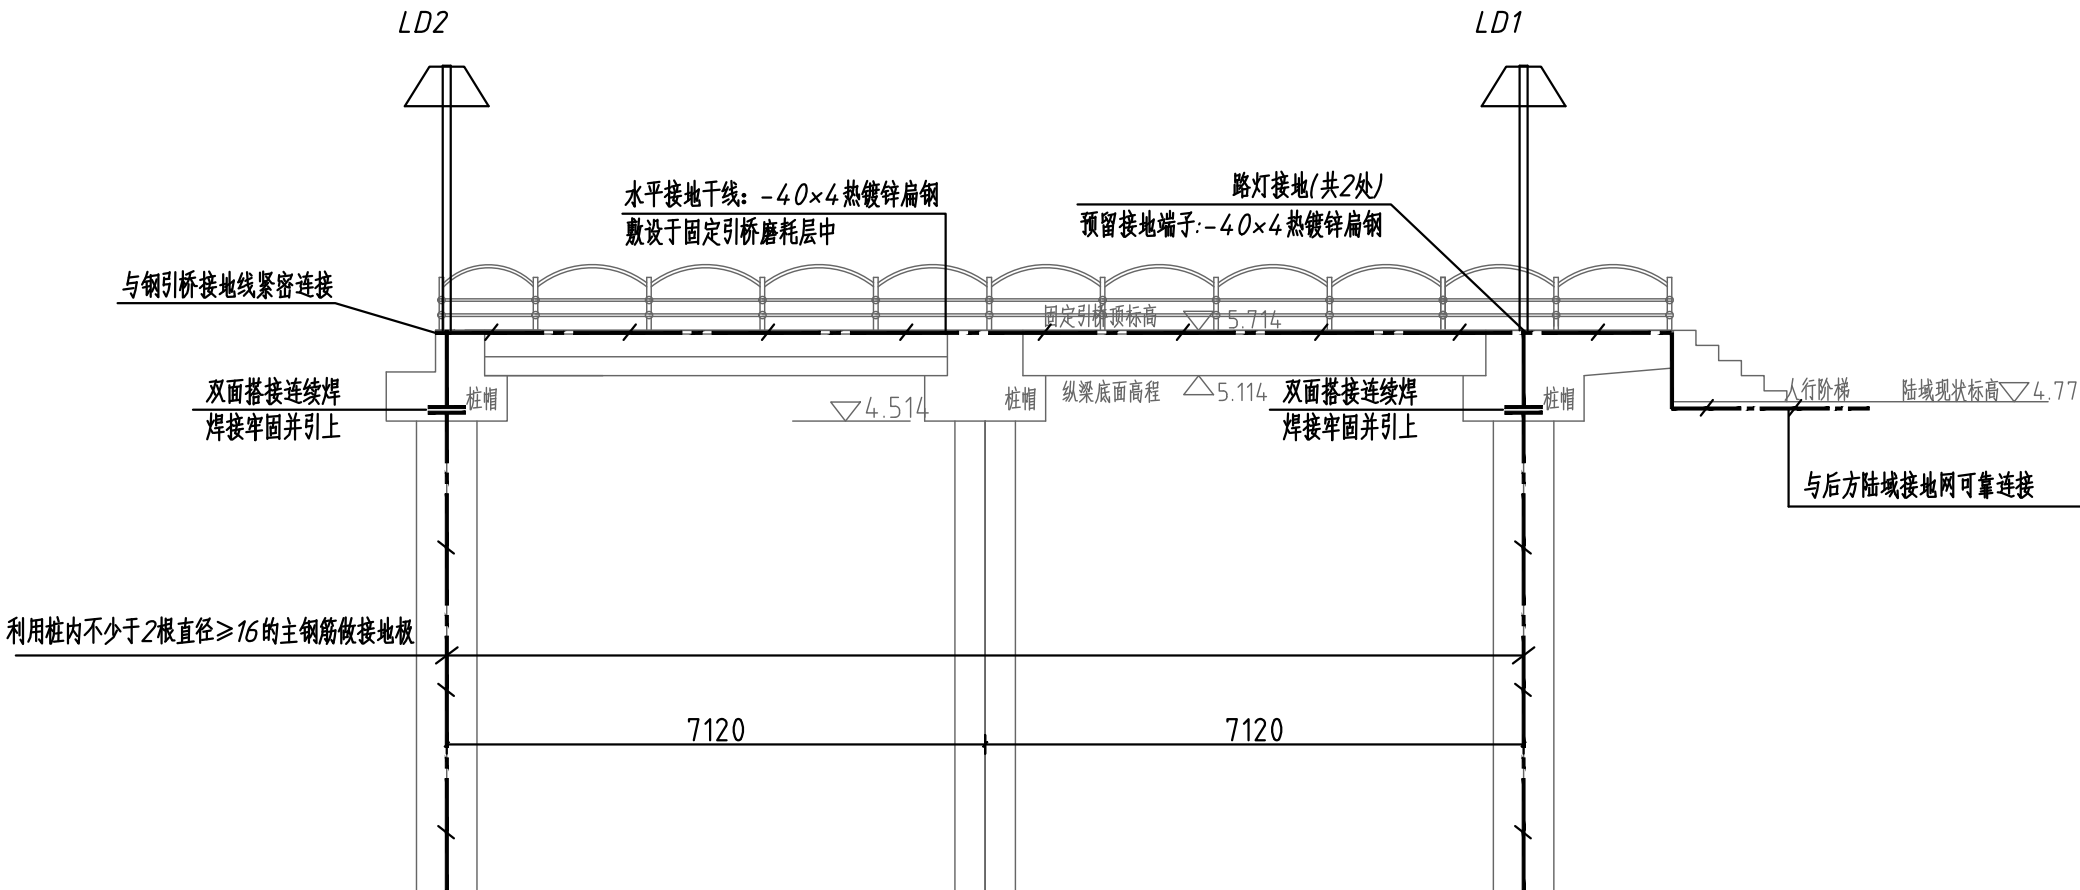 LD2
LD1
水平接地干线：-40×4热镀锌扁钢
敷设于固定引桥磨耗层中
路灯接地(共2处)
预留接地端子:-40×4热镀锌扁钢
与钢引桥接地线紧密连接
固定引桥顶标高
5.714
双面搭接连续焊
焊接牢固并引上
桩帽
4.514
桩帽
纵梁底面高程
5.114
双面搭接连续焊
焊接牢固并引上
桩帽
人行阶梯
陆域现状标高
4.77
与后方陆域接地网可靠连接
利用桩内不少于2根直径≥16的主钢筋做接地极
7120
7120